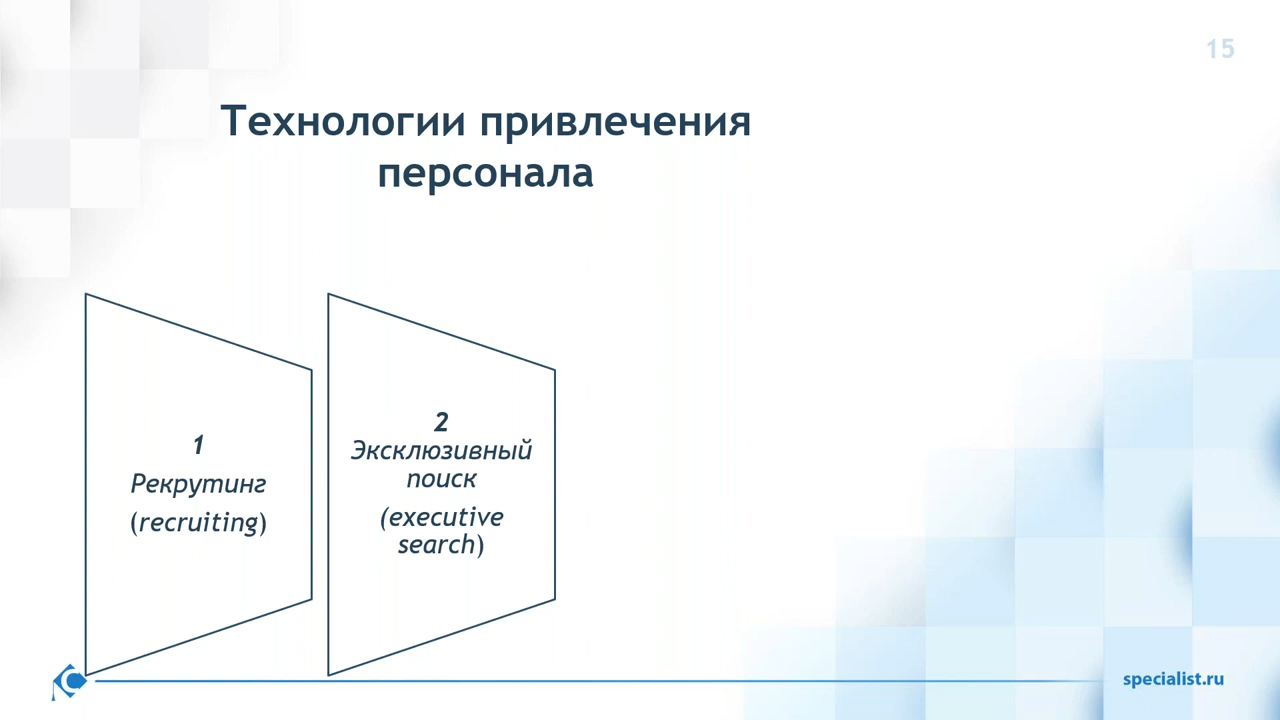 15
Технологии привлечения
персонала
1
Рекрутинг
(recruiting)
2
Эксклюзивный
поиск
(executive
search)
specialist.ru